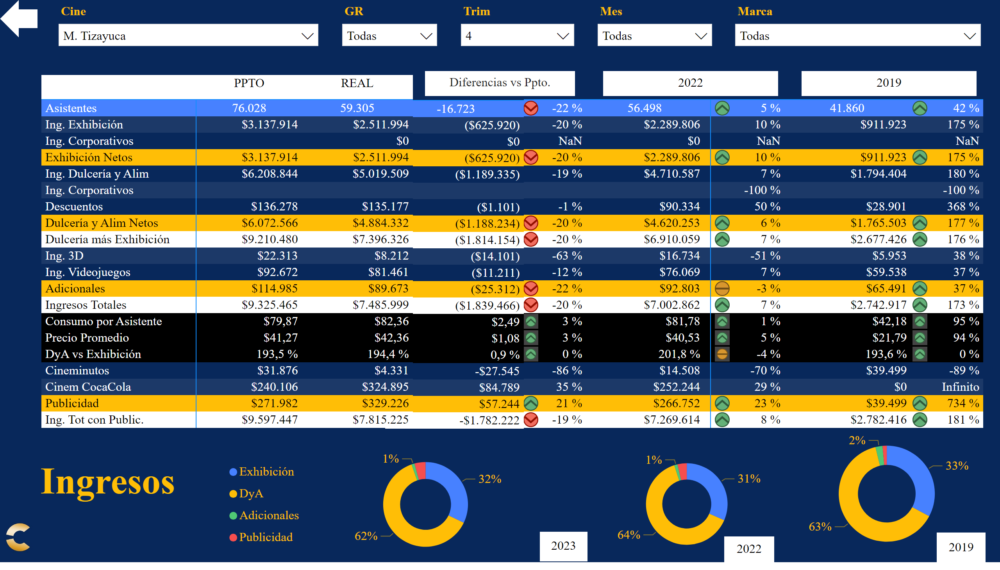 Cine GR Trim Mes Marca
M. Tizayuca Todas 4 Todas Todas
PPTO REAL Diferencias vs Ppto. 2022 2019
Asistentes 76.028 59.305 -16.723 -22 % 56.498 5 % 41.860 42 %
Ing. Exhibición $3.137.914 $2.511.994 ($625.920) -20 % $2.289.806 10 % $911.923 175 %
Ing. Corporativos $0 $0 NaN $0 NaN NaN
Exhibición Netos $3.137.914 $2.511.994 ($625.920) -20 % $2.289.806 10 % $911.923 175 %
Ing. Dulcería y Alim $6.208.844 $5.019.509 ($1.189.335) -19 % $4.710.587 7 % $1.794.404 180 %
Ing. Corporativos -100 % -100 %
Descuentos $136.278 $135.177 ($1.101) -1 % $90.334 50 % $28.901 368 %
Dulcería y Alim Netos $6.072.566 $4.884.332 ($1.188.234) -20 % $4.620.253 6 % $1.765.503 177 %
Dulcería más Exhibición $9.210.480 $7.396.326 ($1.814.154) -20 % $6.910.059 7 % $2.677.426 176 %
Ing. 3D $22.313 $8.212 ($14.101) -63 % $16.734 -51 % $5.953 38 %
Ing. Videojuegos $92.672 $81.461 ($11.211) -12 % $76.069 7 % $59.538 37 %
Adicionales $114.985 $89.673 ($25.312) -22 % $92.803 -3 % $65.491 37 %
Ingresos Totales $9.325.465 $7.485.999 ($1.839.466) -20 % $7.002.862 7 % $2.742.917 173 %
Consumo por Asistente $79,87 $82,36 $2,49 3 % $81,78 1 % $42,18 95 %
Precio Promedio $41,27 $42,36 $1,08 3 % $40,53 5 % $21,79 94 %
DyA vs Exhibición 193,5 % 194,4 % 0,9 % 0 % 201,8 % -4 % 193,6 % 0 %
Cineminutos $31.876 $4.331 -$27.545 -86 % $14.508 -70 % $39.499 -89 %
Cinem CocaCola $240.106 $324.895 $84.789 35 % $252.244 29 % $0 Infinito
Publicidad $271.982 $329.226 $57.244 21 % $266.752 23 % $39.499 734 %
Ing. Tot con Public. $9.597.447 $7.815.225 -$1.782.222 -19 % $7.269.614 8 % $2.782.416 181 %
Ingresos
Exhibición
DyA
Adicionales
Publicidad
1%
32%
62%
2023
1%
31%
64%
2022
2%
33%
63%
2019